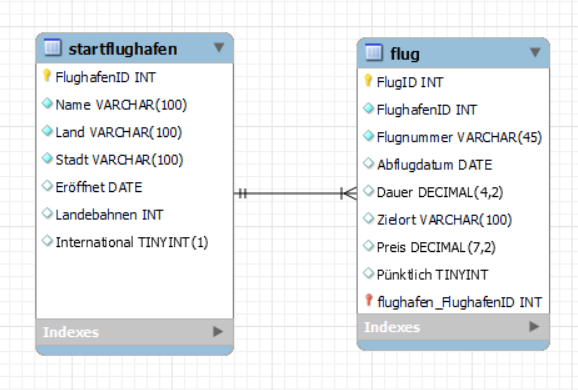 startflughafen
FlughafenID INT
Name VARCHAR(100)
Land VARCHAR(100)
Stadt VARCHAR(100)
Eröffnet DATE
Landebahnen INT
International TINYINT(1)
Indexes
flug
FlugID INT
FlughafenID INT
Flugnummer VARCHAR(45)
Abflugdatum DATE
Dauer DECIMAL(4,2)
Zielort VARCHAR(100)
Preis DECIMAL(7,2)
Pünktlich TINYINT
flughafen_FlughafenID INT
Indexes